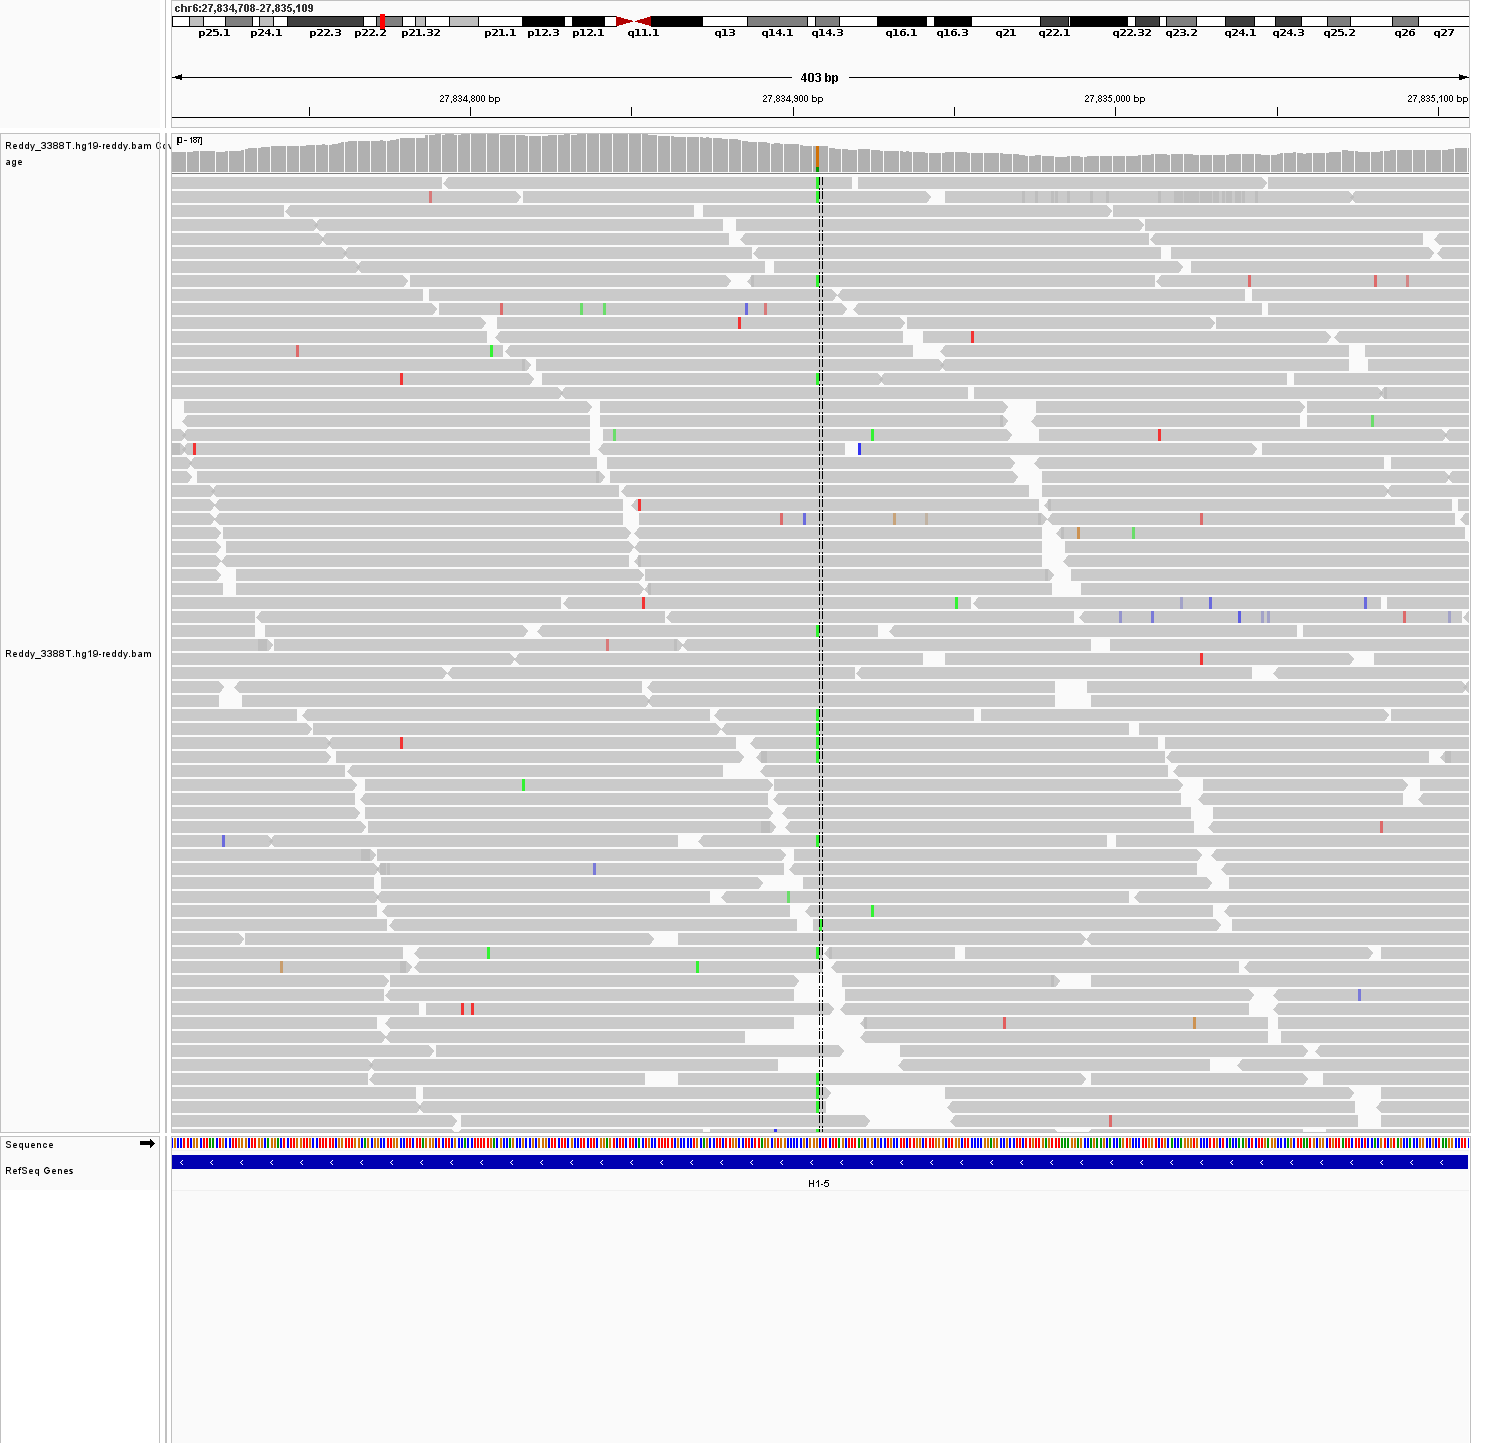 chr6:27,834,708-27,835,109
p25.1 p24.1 p22.3 p22.2 p21.32 p21.1 p12.3 p12.1 q11.1 q13 q14.1 q14.3 q16.1 q16.3 q21 q22.1 q22.32 q23.2 q24.1 q24.3 q25.2 q26 q27
403 bp
27,834,800 bp 27,834,900 bp 27,835,000 bp 27,835,100 bp
[0 - 187]
Reddy_3388T.hg19-reddy.bam Cov
age
Reddy_3388T.hg19-reddy.bam
Sequence
RefSeq Genes
H1-5